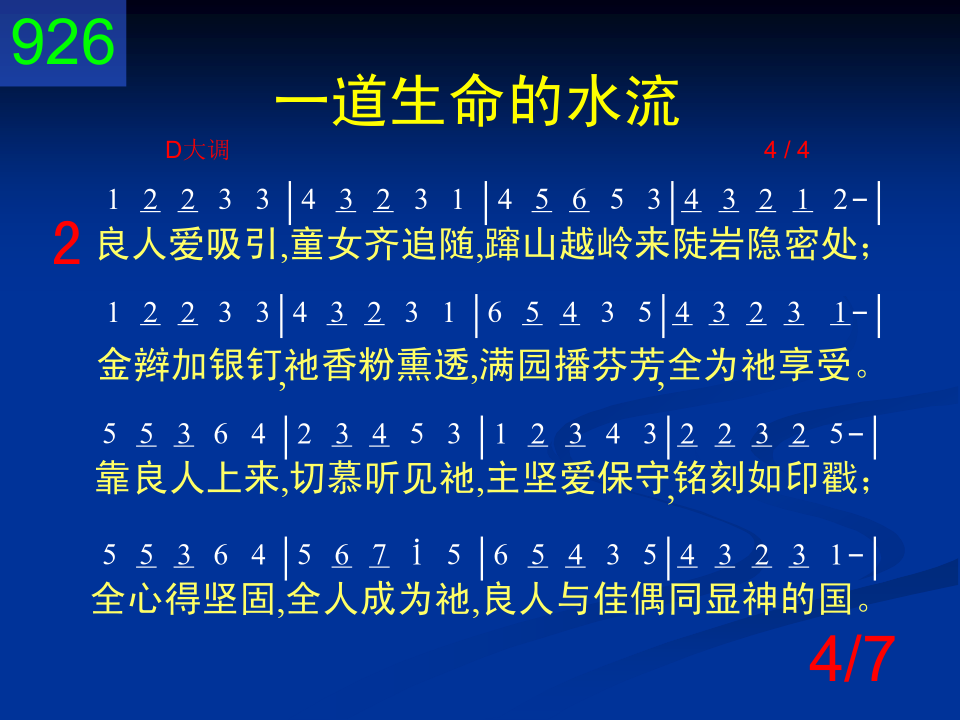 926
一道生命的水流
D大调 4 / 4
1 2 2 3 3 | 4 3 2 3 1 | 4 5 6 5 3 | 4 3 2 1 2 - |
2 良人爱吸引,童女齐追随,蹿山越岭来陡岩隐密处;
1 2 2 3 3 | 4 3 2 3 1 | 6 5 4 3 5 | 4 3 2 3 1 - |
金辫加银钉,祂香粉熏透,满园播芬芳,全为祂享受。
5 5 3 6 4 | 2 3 4 5 3 | 1 2 3 4 3 | 2 2 3 2 5 - |
靠良人上来,切慕听见祂,主坚爱保守,铭刻如印戳;
5 5 3 6 4 | 5 6 7 i 5 | 6 5 4 3 5 | 4 3 2 3 1 - |
全心得坚固,全人成为祂,良人与佳偶同显神的国。
4/7